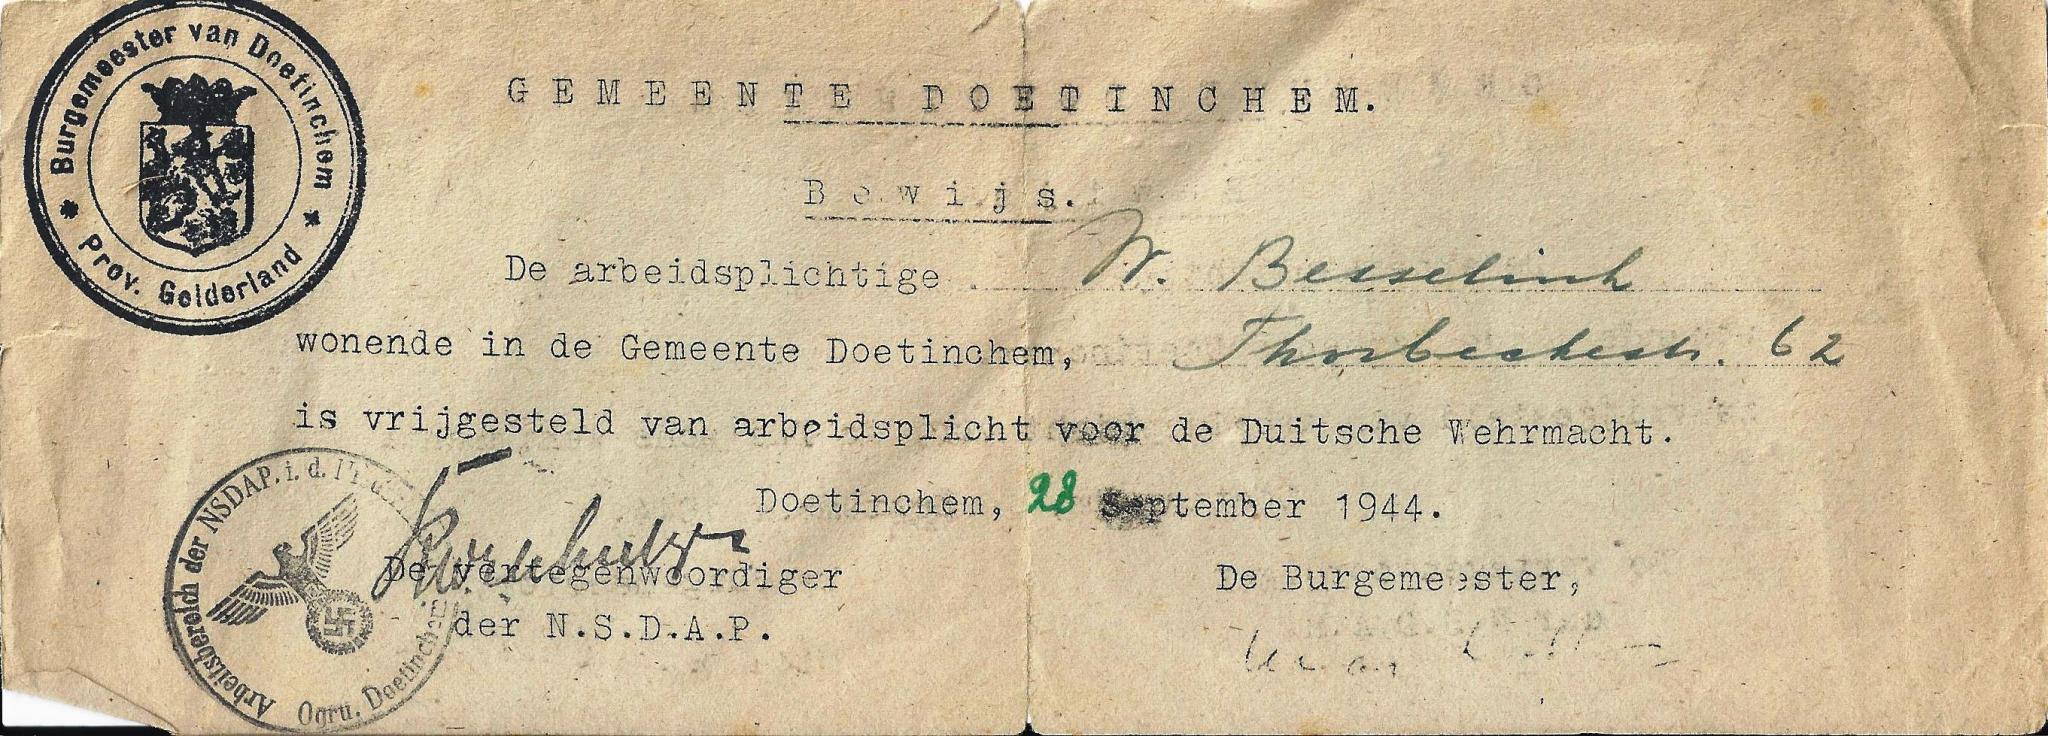 Burgemeester van Doetinchem
* Prov. Gelderland *
GEMEENTE DOETINCHEM.
Bewijs.
De arbeidsplichtige W. Besselink
wonende in de Gemeente Doetinchem, Thorbeckestr. 62
is vrijgesteld van arbeidsplicht voor de Duitsche Wehrmacht.
Doetinchem, 28 September 1944.
De vertegenwoordiger
der N.S.D.A.P.
De Burgemeester,
Arbeitsbereich der NSDAP. i. d.
Ogru. Doetinchem